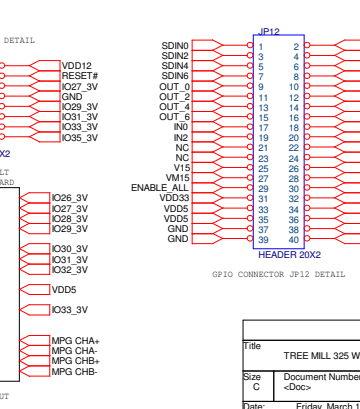 DETAIL
VDD12
RESET#
IO27_3V
GND
IO29_3V
IO31_3V
IO33_3V
IO35_3V
X2
LT
ARD
IO26_3V
IO27_3V
IO28_3V
IO29_3V
IO30_3V
IO31_3V
IO32_3V
VDD5
IO33_3V
MPG CHA+
MPG CHA-
MPG CHB+
MPG CHB-
UT
JP12
SDIN0 1 2
SDIN2 3 4
SDIN4 5 6
SDIN6 7 8
OUT_0 9 10
OUT_2 11 12
OUT_4 13 14
OUT_6 15 16
IN0 17 18
IN2 19 20
NC 21 22
NC 23 24
V15 25 26
VM15 27 28
ENABLE_ALL 29 30
VDD33 31 32
VDD5 33 34
VDD5 35 36
GND 37 38
GND 39 40
HEADER 20X2
GPIO CONNECTOR JP12 DETAIL
Title
TREE MILL 325 W
Size
C
Document Number
<Doc>
Date:
Friday, March 1